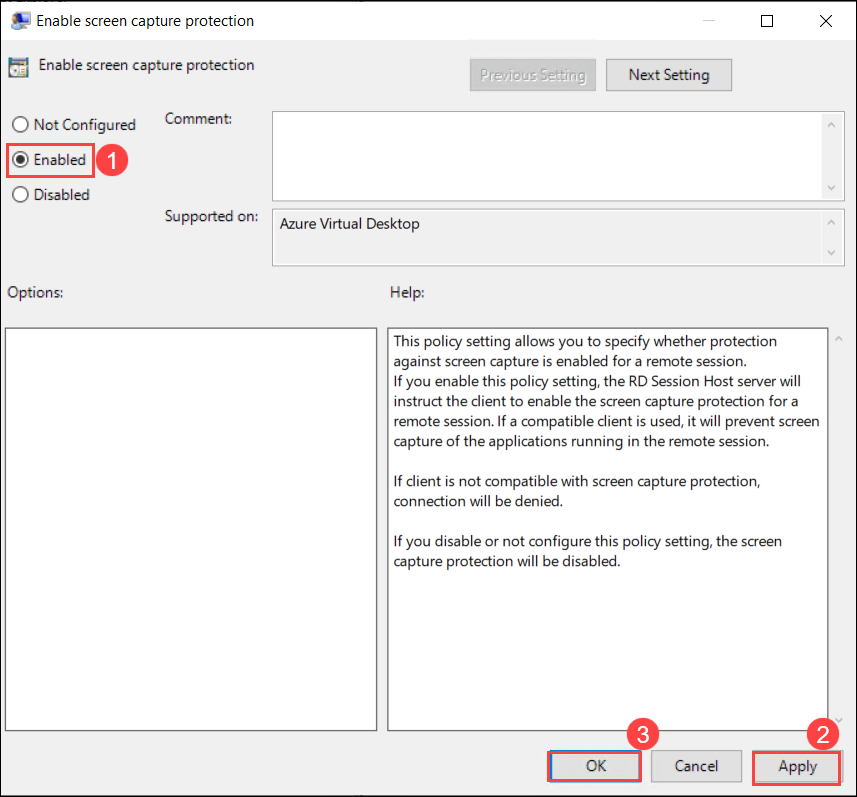 Enable screen capture protection
Enable screen capture protection
Previous Setting
Next Setting
Not Configured
Comment:
Enabled
1
Disabled
Supported on:
Azure Virtual Desktop
Options:
Help:
This policy setting allows you to specify whether protection
against screen capture is enabled for a remote session.
If you enable this policy setting, the RD Session Host server will
instruct the client to enable the screen capture protection for a
remote session. If a compatible client is used, it will prevent screen
capture of the applications running in the remote session.
If client is not compatible with screen capture protection,
connection will be denied.
If you disable or not configure this policy setting, the screen
capture protection will be disabled.
3
2
OK
Cancel
Apply